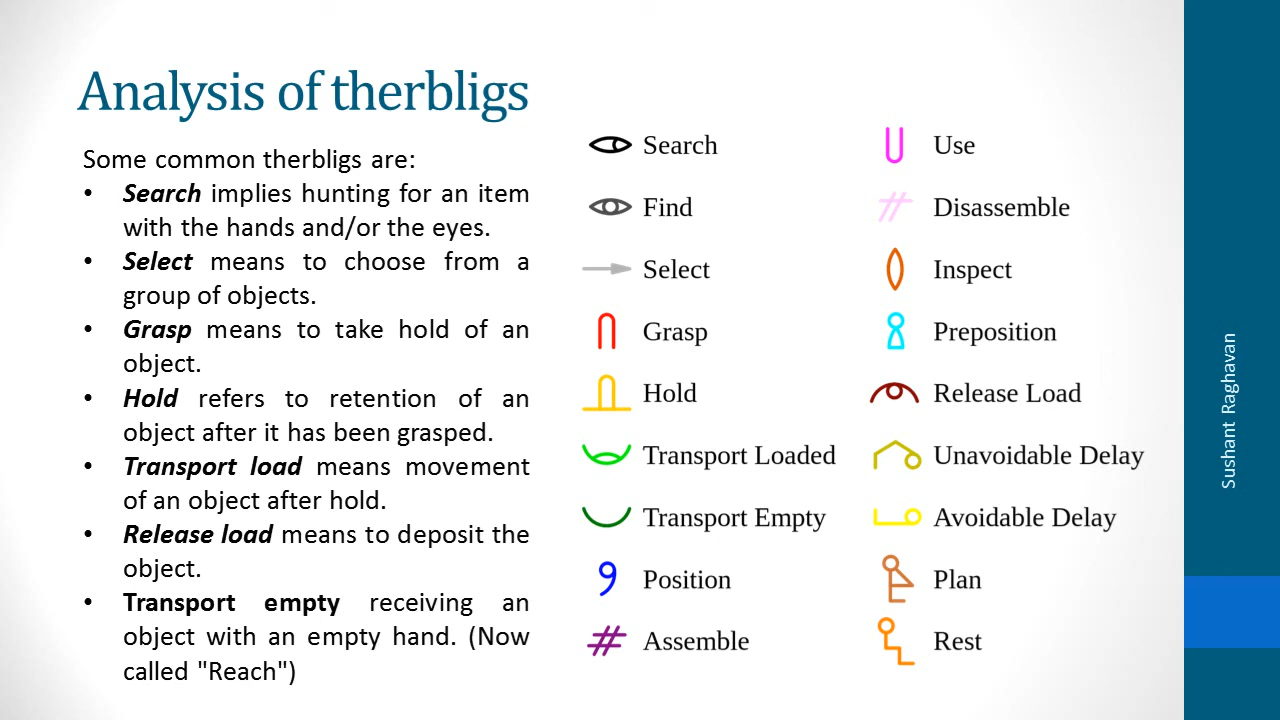 Analysis of therbligs
Some common therbligs are:
• Search implies hunting for an item
with the hands and/or the eyes.
• Select means to choose from a
group of objects.
• Grasp means to take hold of an
object.
• Hold refers to retention of an
object after it has been grasped.
• Transport load means movement
of an object after hold.
• Release load means to deposit the
object.
• Transport empty receiving an
object with an empty hand. (Now
called "Reach")
Search
Find
Select
Grasp
Hold
Transport Loaded
Transport Empty
Position
Assemble
Use
Disassemble
Inspect
Preposition
Release Load
Unavoidable Delay
Avoidable Delay
Plan
Rest
Sushant Raghavan